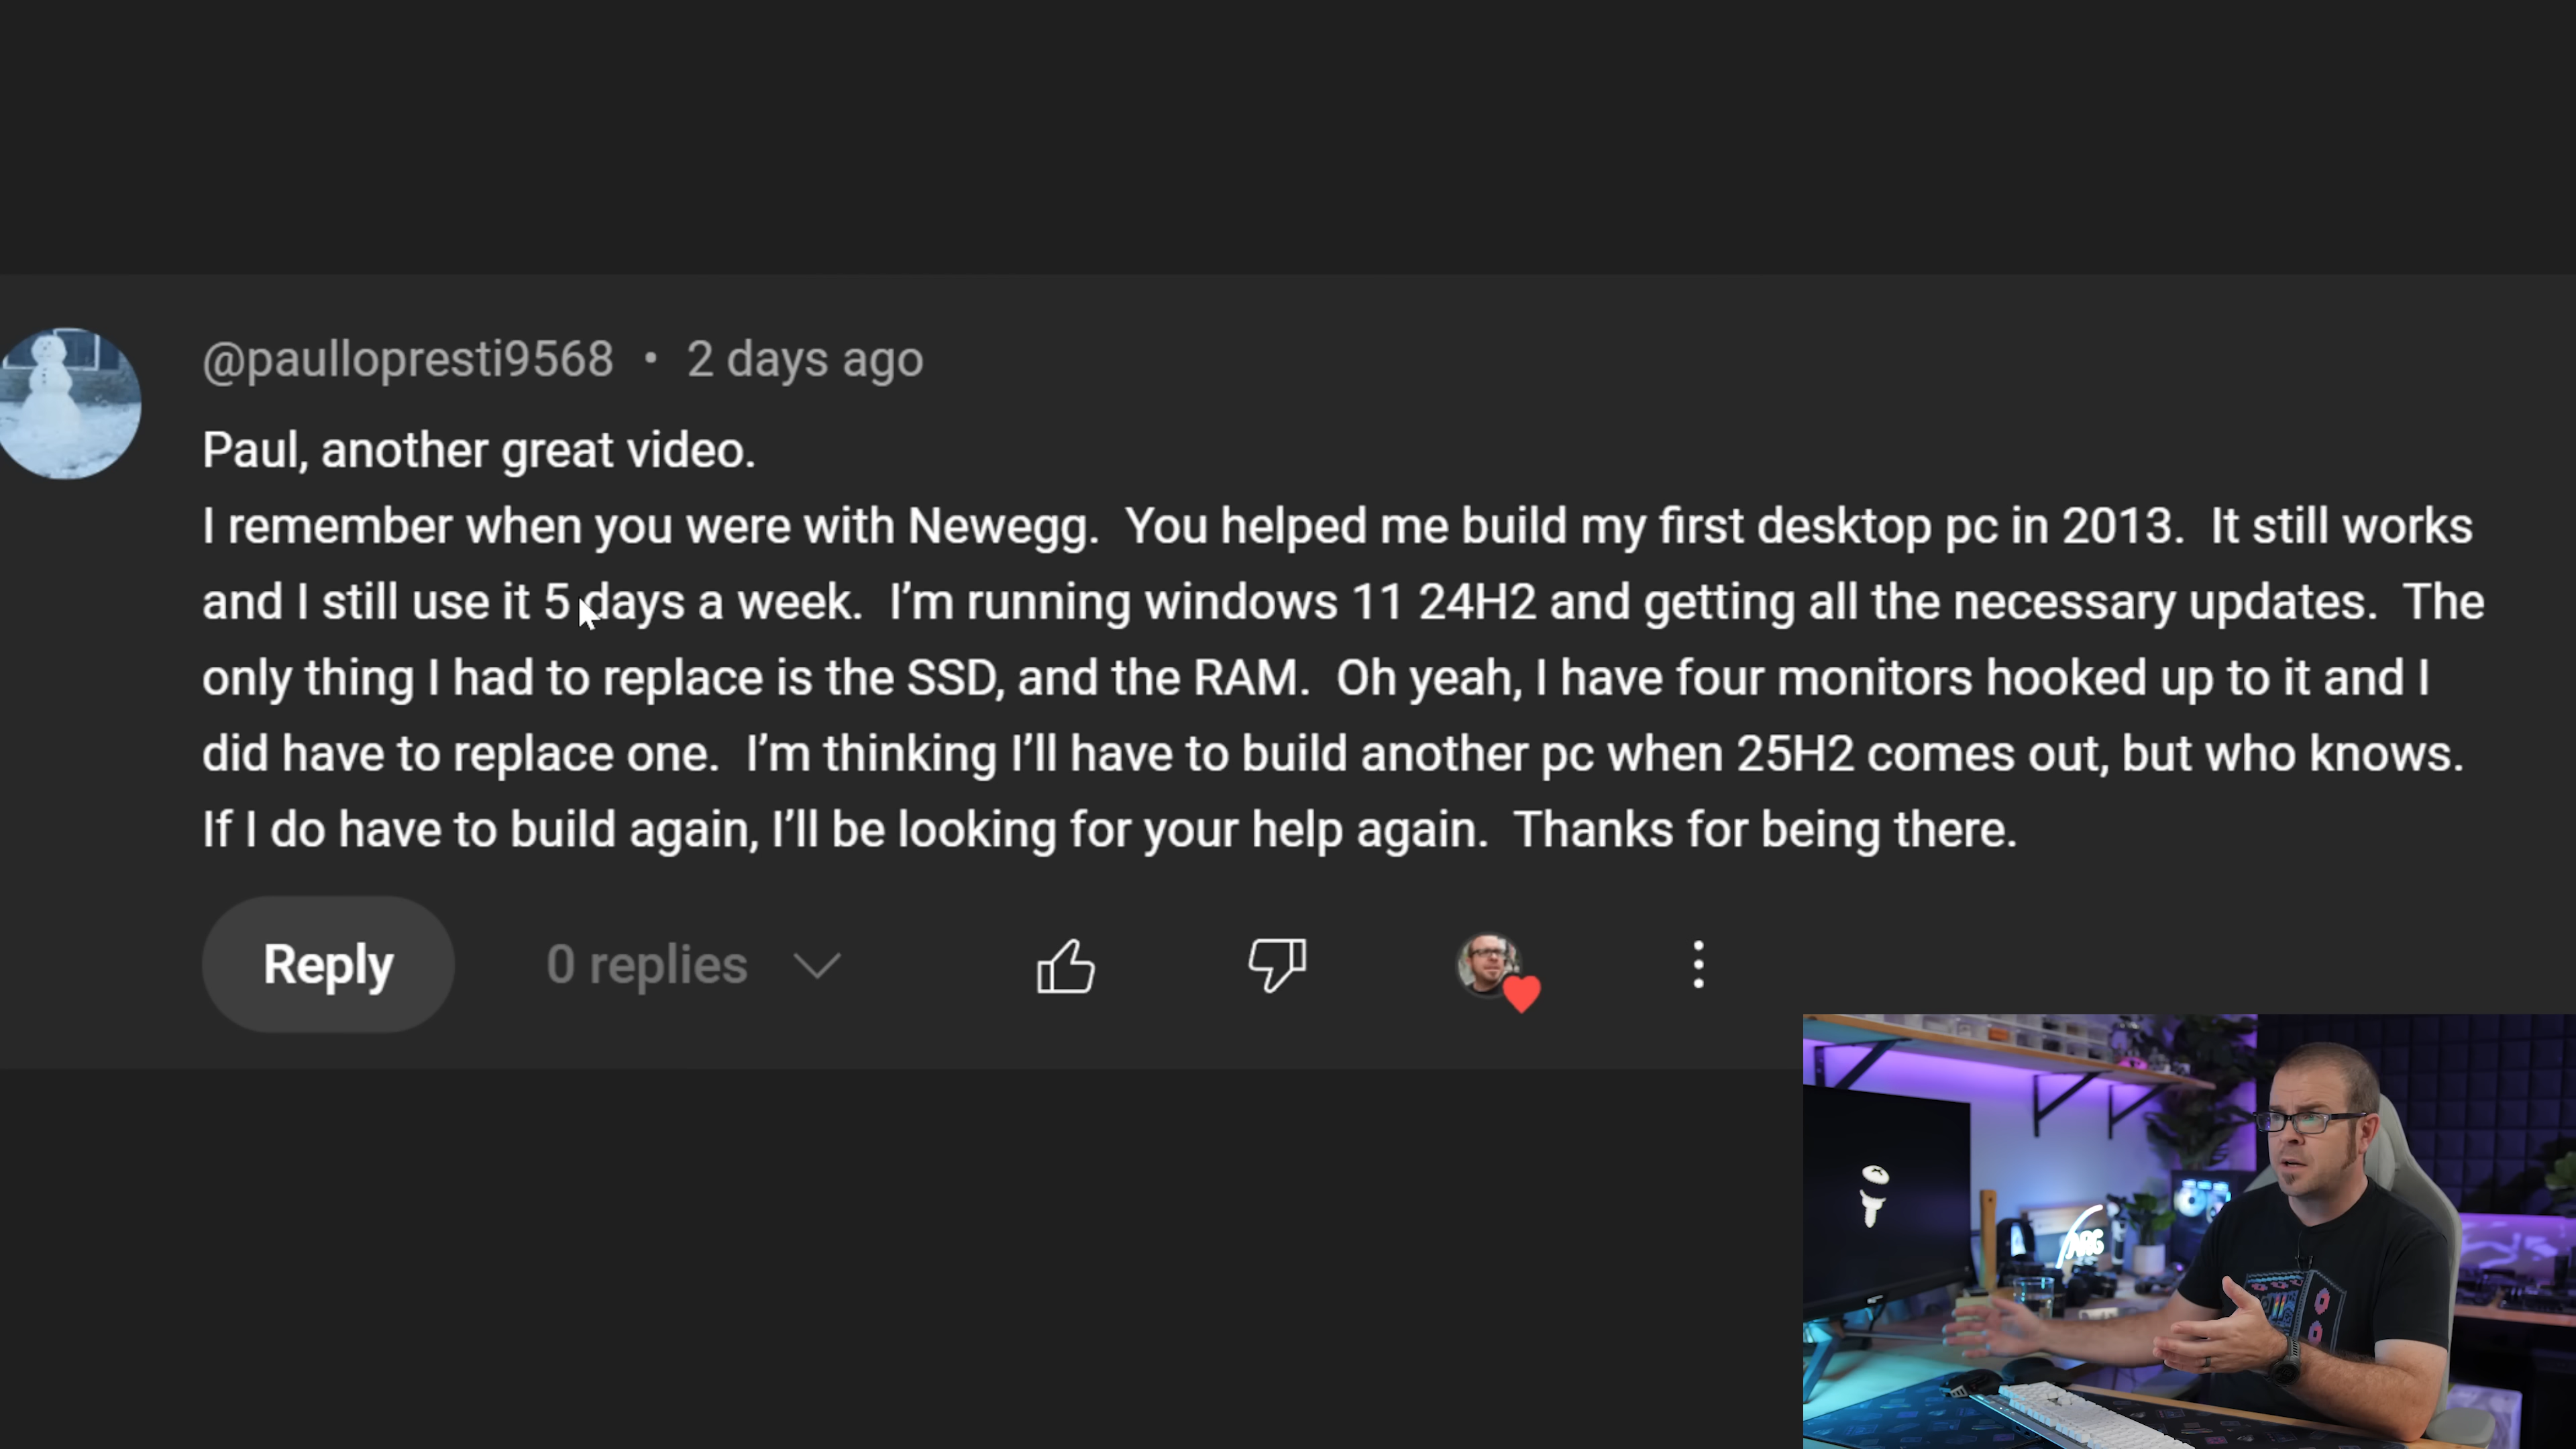 @paullopresti9568 • 2 days ago
Paul, another great video.
I remember when you were with Newegg.  You helped me build my first desktop pc in 2013.  It still works
and I still use it 5 days a week.  I’m running windows 11 24H2 and getting all the necessary updates.  The
only thing I had to replace is the SSD, and the RAM.  Oh yeah, I have four monitors hooked up to it and I
did have to replace one.  I’m thinking I’ll have to build another pc when 25H2 comes out, but who knows.
If I do have to build again, I’ll be looking for your help again.  Thanks for being there.
Reply
0 replies